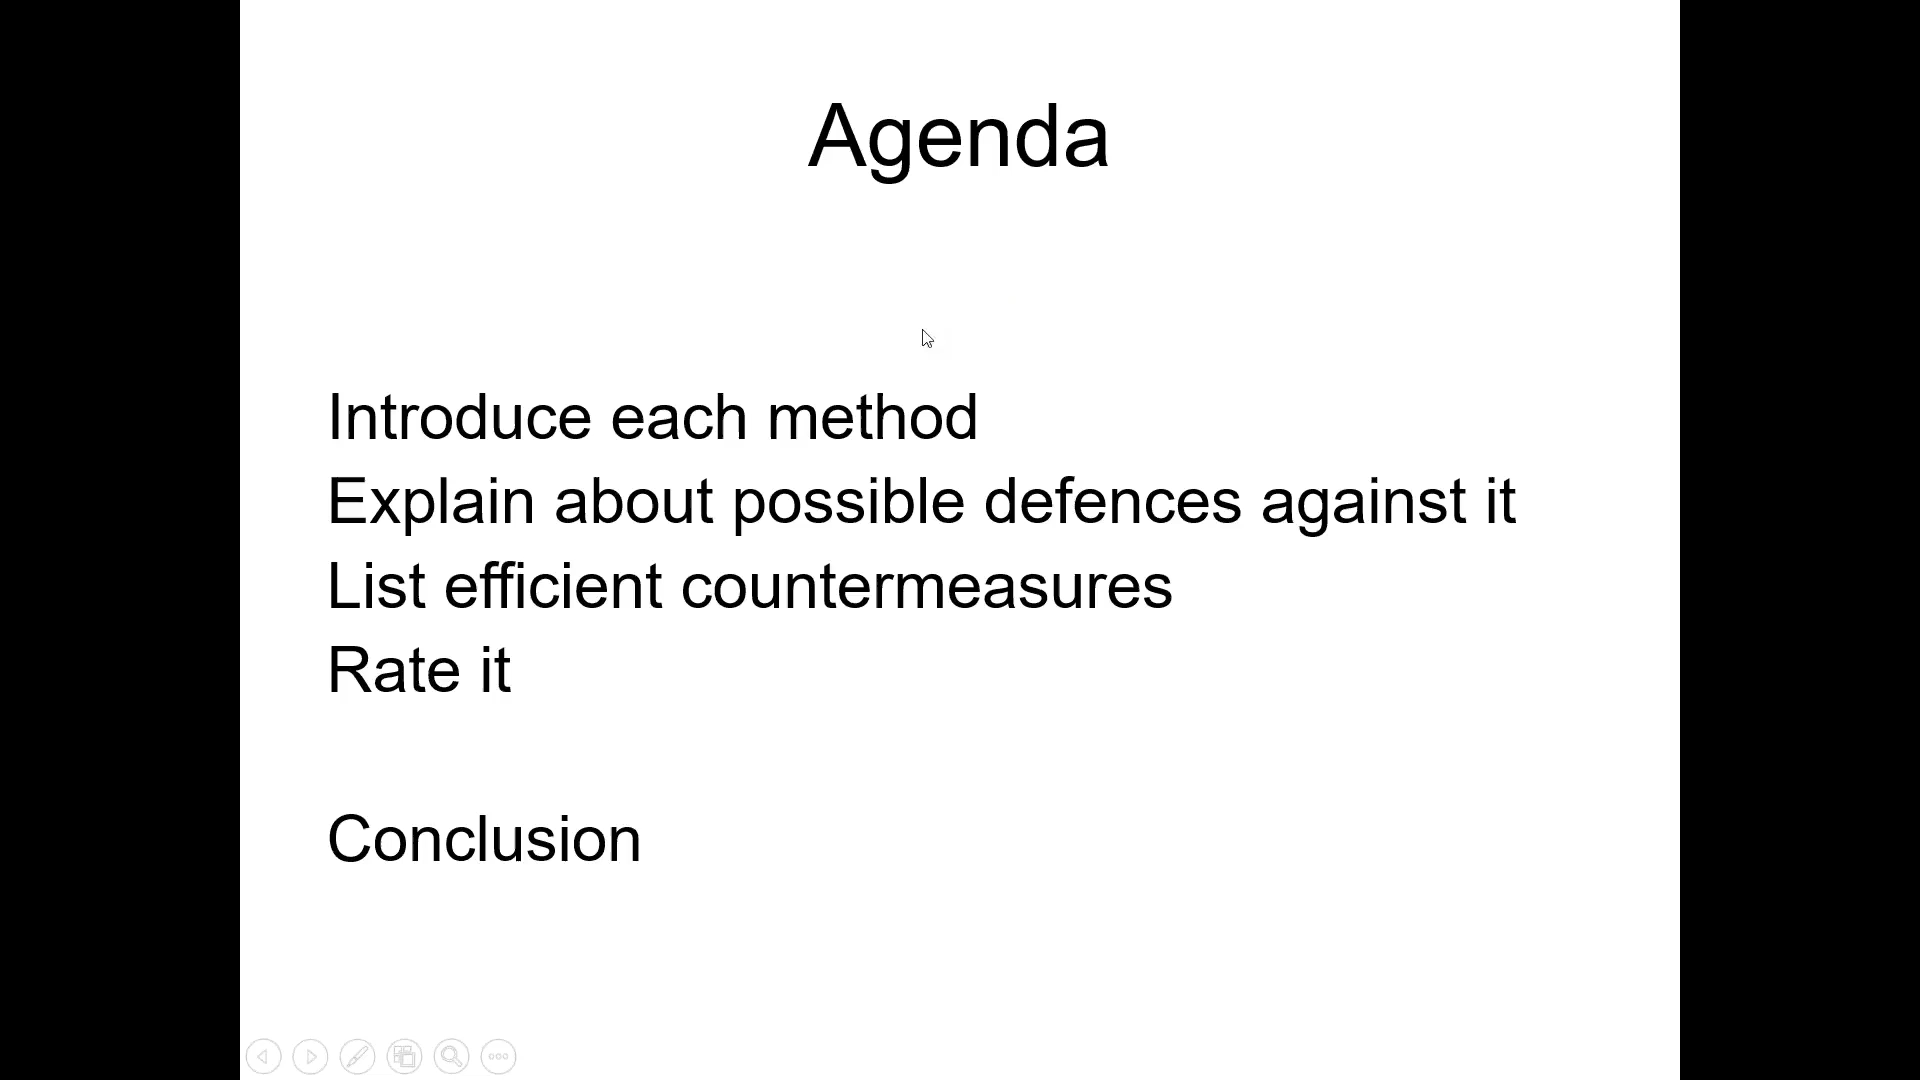 Agenda
Introduce each method
Explain about possible defences against it
List efficient countermeasures
Rate it
Conclusion